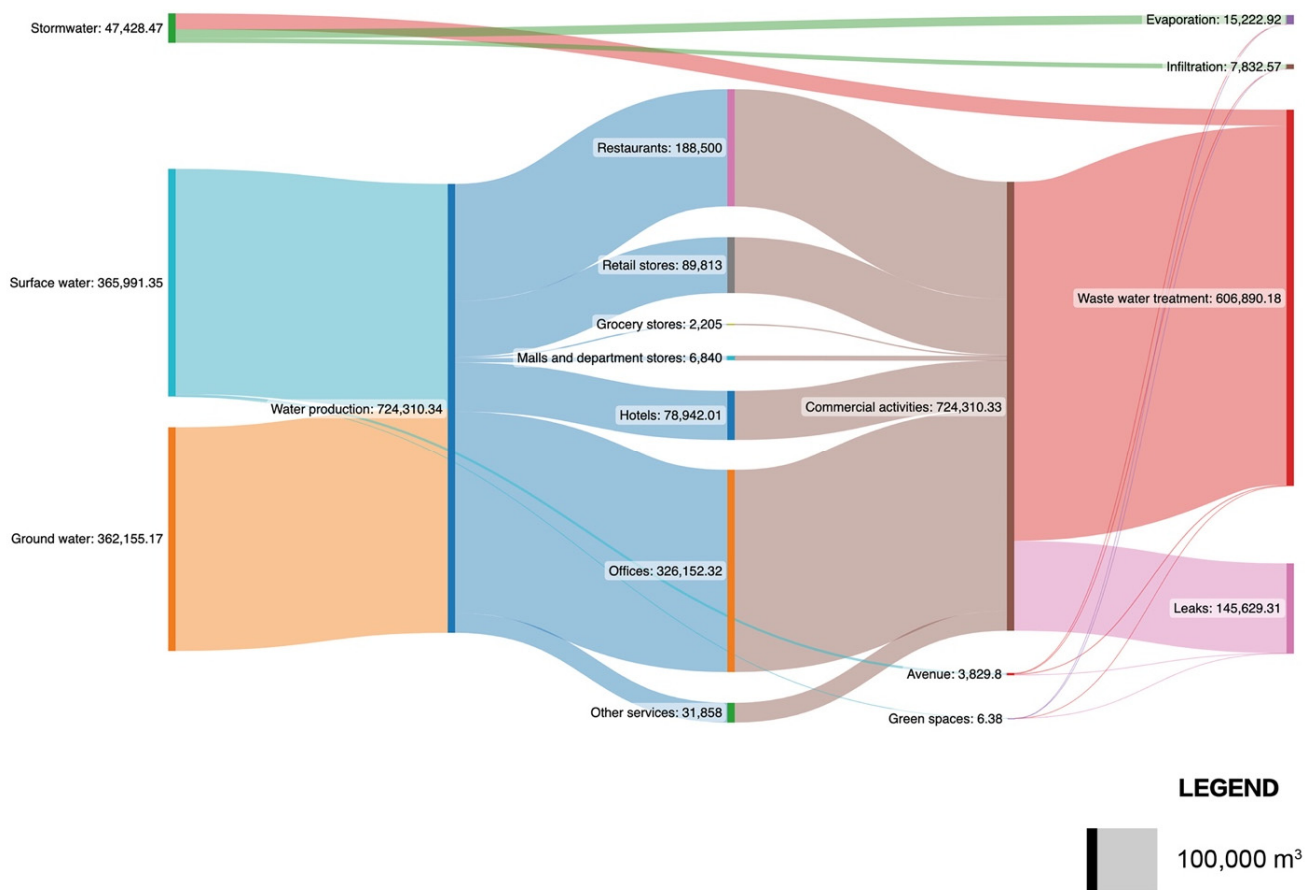 Stormwater: 47,428.47
Evaporation: 15,222.92
Infiltration: 7,832.57
Restaurants: 188,500
Retail stores: 89,813
Surface water: 365,991.35
Waste water treatment: 606,890.18
Grocery stores: 2,205
Malls and department stores: 6,840
Water production: 724,310.34
Hotels: 78,942.01
Commercial activities: 724,310.33
Ground water: 362,155.17
Offices: 326,152.32
Leaks: 145,629.31
Avenue: 3,829.8
Other services: 31,858
Green spaces: 6.38
LEGEND
100,000 m³